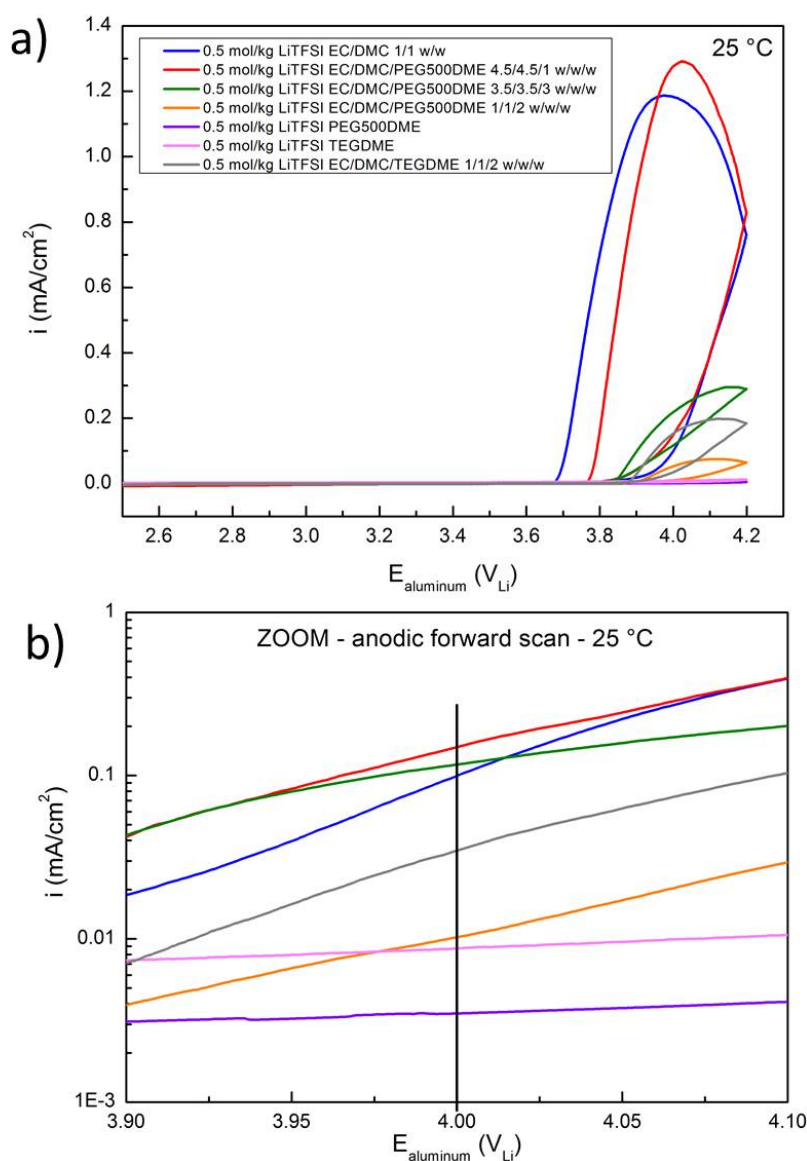 a)
25 °C
0.5 mol/kg LiTFSI EC/DMC 1/1 w/w
0.5 mol/kg LiTFSI EC/DMC/PEG500DME 4.5/4.5/1 w/w/w
0.5 mol/kg LiTFSI EC/DMC/PEG500DME 3.5/3.5/3 w/w/w
0.5 mol/kg LiTFSI EC/DMC/PEG500DME 1/1/2 w/w/w
0.5 mol/kg LiTFSI PEG500DME
0.5 mol/kg LiTFSI TEGDME
0.5 mol/kg LiTFSI EC/DMC/TEGDME 1/1/2 w/w/w
1.4
1.2
1.0
0.8
0.6
0.4
0.2
0.0
i (mA/cm²)
2.6 2.8 3.0 3.2 3.4 3.6 3.8 4.0 4.2
E_aluminum (V_Li)
b)
ZOOM - anodic forward scan - 25 °C
1
0.1
0.01
1E-3
i (mA/cm²)
3.90 3.95 4.00 4.05 4.10
E_aluminum (V_Li)